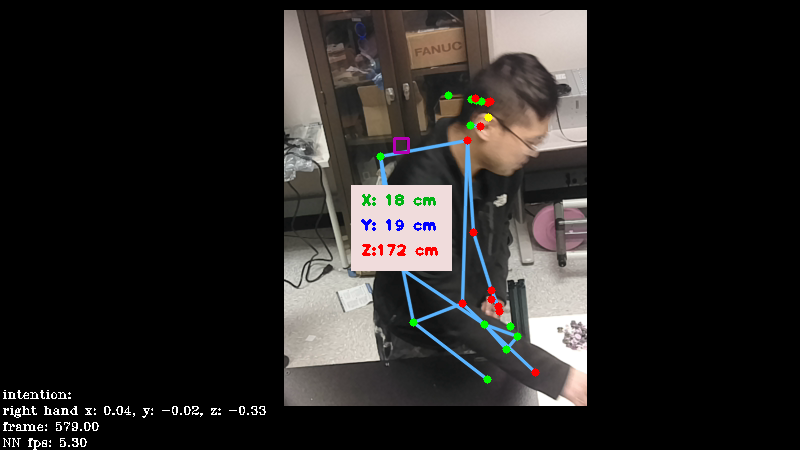 FANUC
X: 18 cm
Y: 19 cm
Z:172 cm
intention:
right hand x: 0.04, y: -0.02, z: -0.33
frame: 579.00
NN fps: 5.30